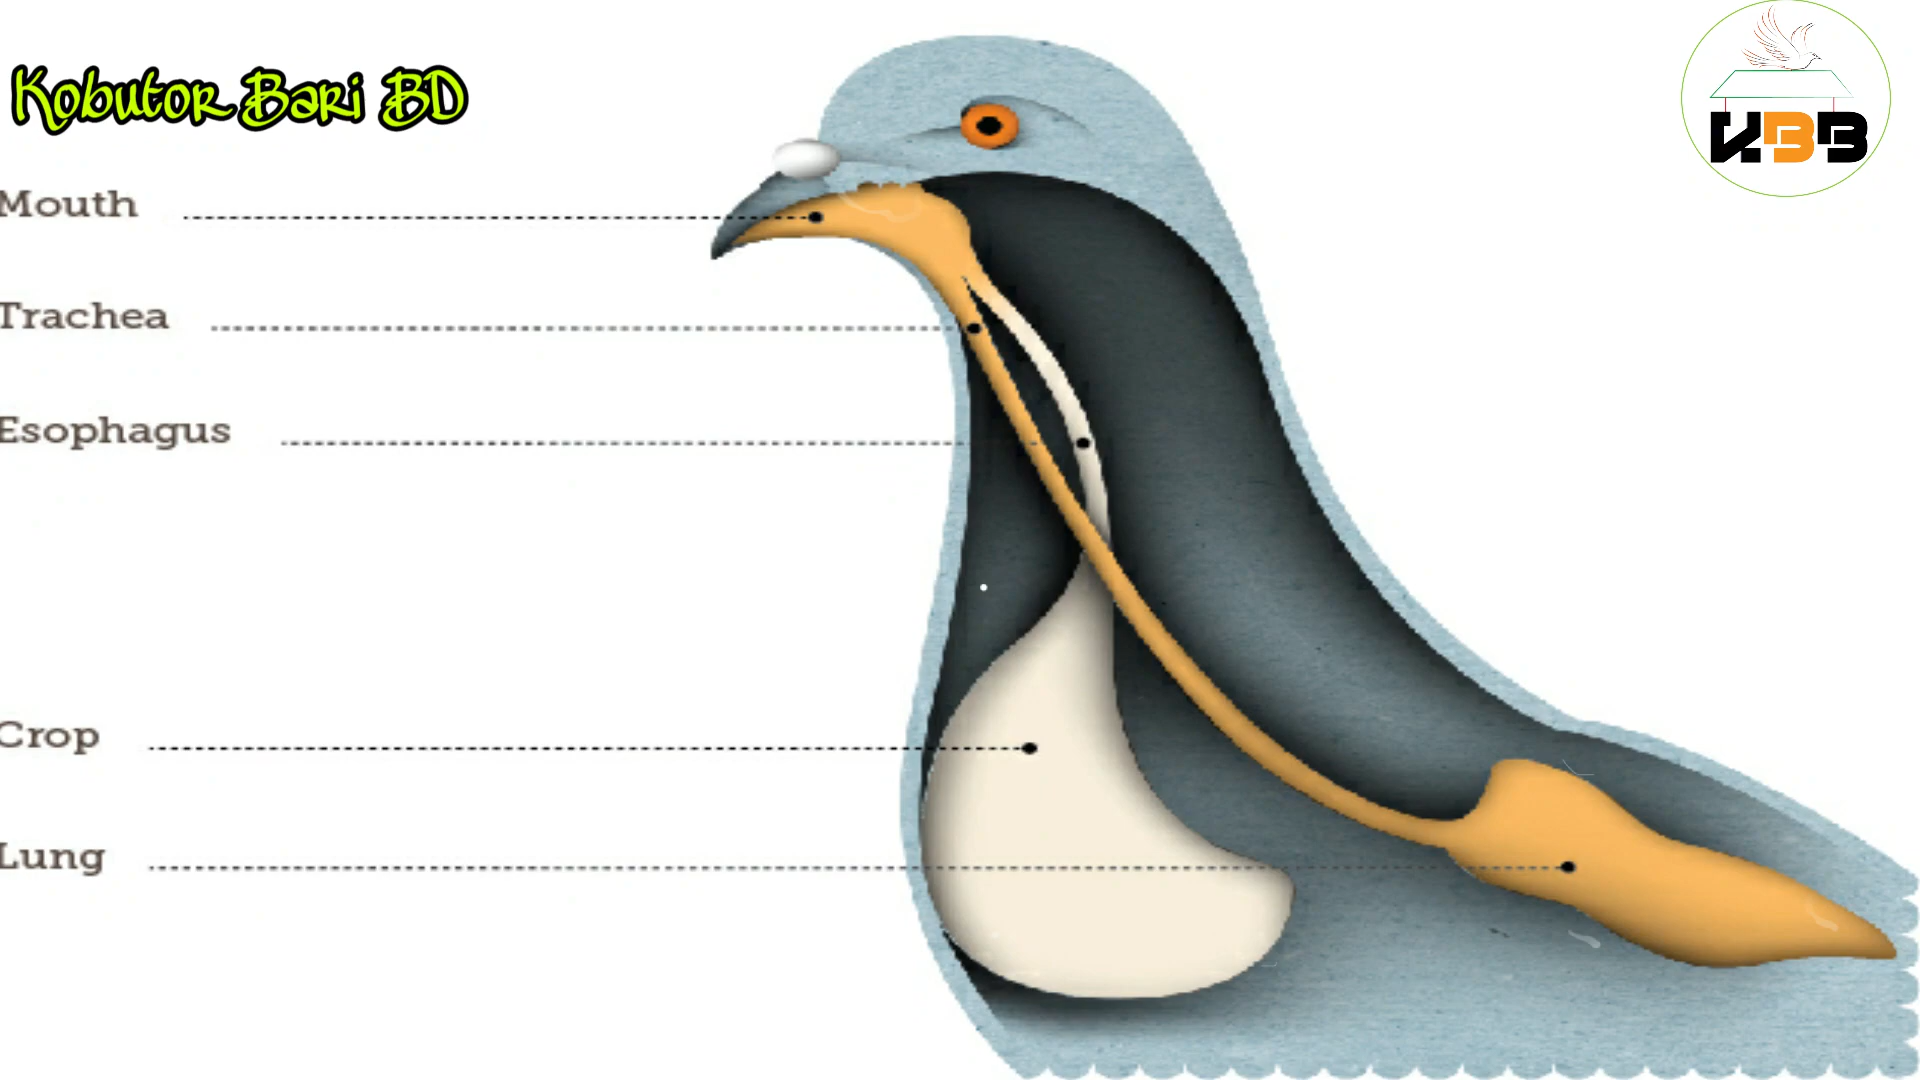 Kobutor Bari BD
KBB
Mouth
Trachea
Esophagus
Crop
Lung